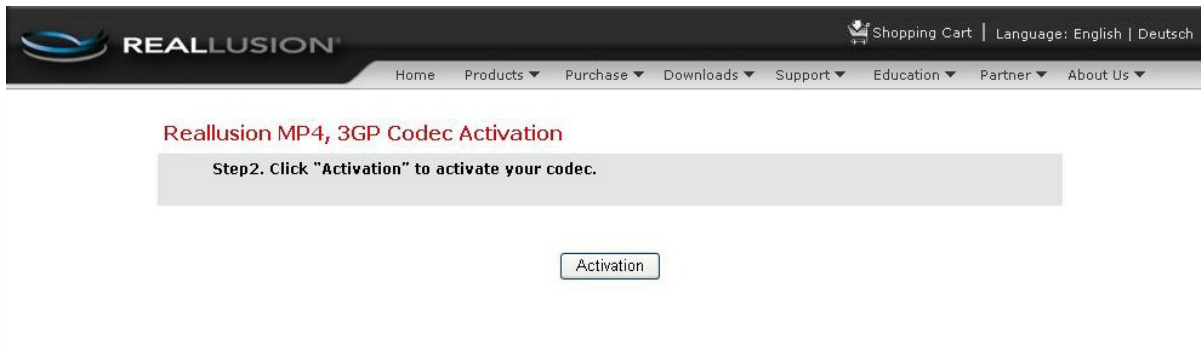 REALLUSION®
Shopping Cart | Language: English | Deutsch
Home Products ▼ Purchase ▼ Downloads ▼ Support ▼ Education ▼ Partner ▼ About Us ▼
Reallusion MP4, 3GP Codec Activation
Step2. Click "Activation" to activate your codec.
Activation